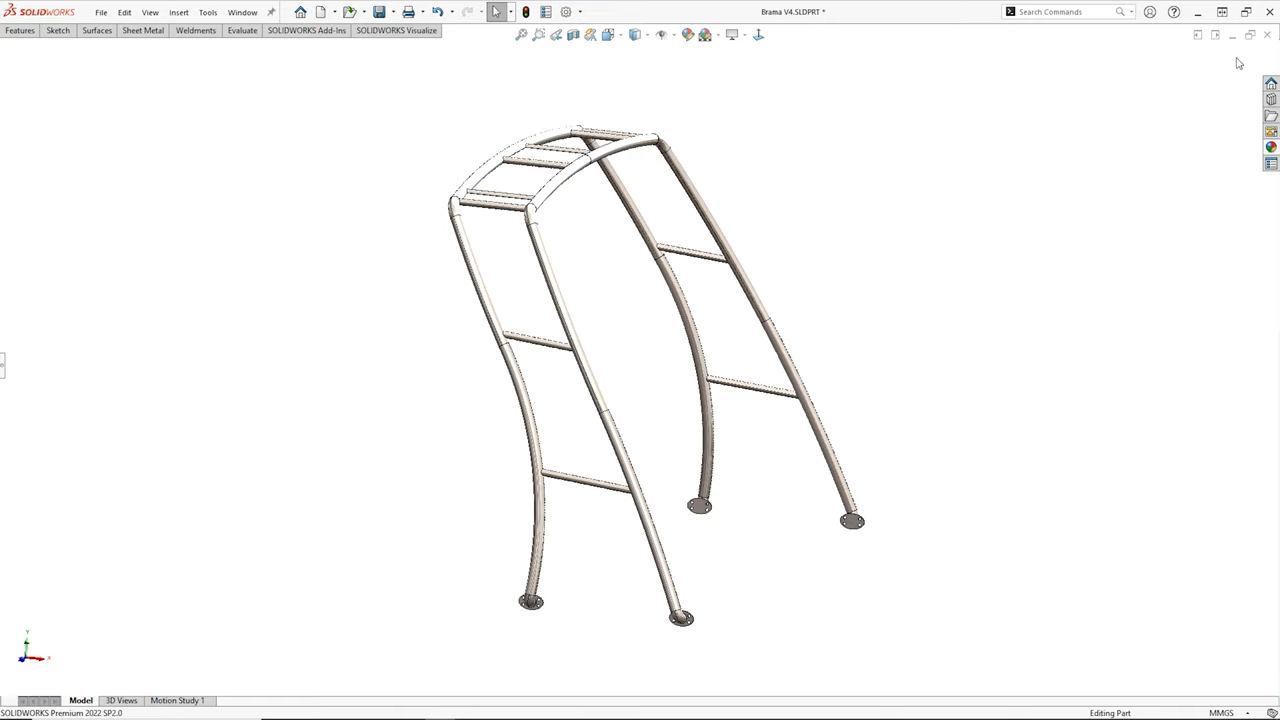 SOLIDWORKS File Edit View Insert Tools Window Brama V4.SLDPRT * Search Commands
Features Sketch Surfaces Sheet Metal Weldments Evaluate SOLIDWORKS Add-Ins SOLIDWORKS Visualize
Y
X
Z
Model 3D Views Motion Study 1
SOLIDWORKS Premium 2022 SP2.0 Editing Part MMGS